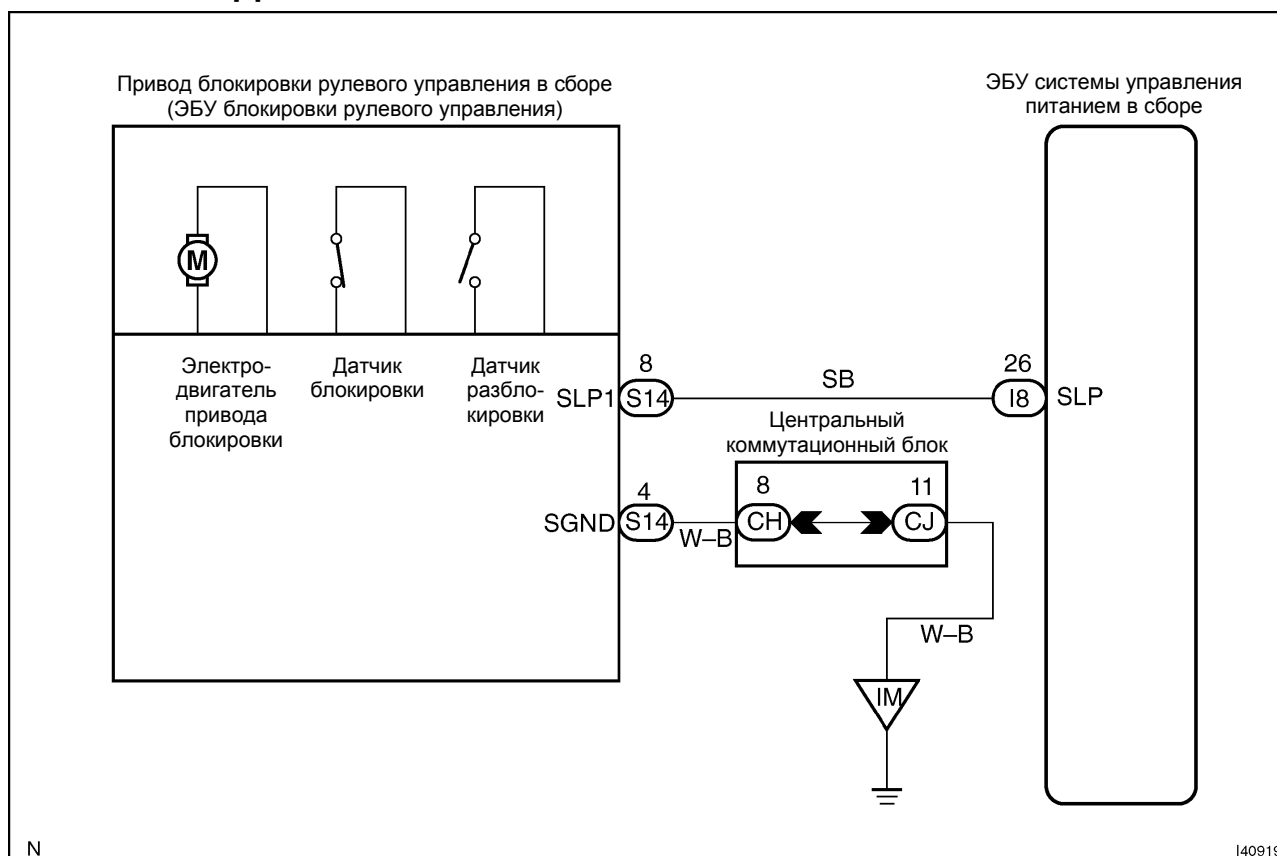 Привод блокировки рулевого управления в сборе
(ЭБУ блокировки рулевого управления)
ЭБУ системы управления
питанием в сборе
M
Электро-
двигатель
привода
блокировки
Датчик
блокировки
Датчик
разбло-
кировки
SLP1
8
S14
SB
26
I8
SLP
Центральный
коммутационный блок
SGND
4
S14
W–B
8
CH
11
CJ
W–B
IM
N
I40919